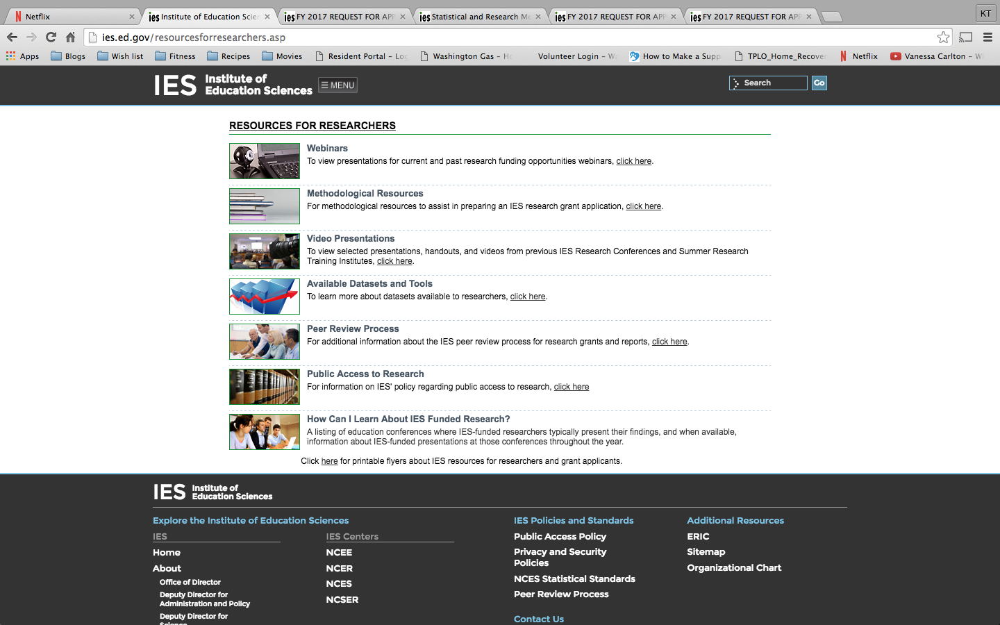 Netflix
Institute of Education Scien
FY 2017 REQUEST FOR APP
Statistical and Research Me
FY 2017 REQUEST FOR APP
FY 2017 REQUEST FOR APP
KT
ies.ed.gov/resourcesforresearchers.asp
Apps
Blogs
Wish list
Fitness
Recipes
Movies
Resident Portal – Log
Washington Gas – Ho
Volunteer Login – W
How to Make a Supp
TPLO_Home_Recover
Netflix
Vanessa Carlton – W
IES Institute of
Education Sciences
MENU
Search
Go
RESOURCES FOR RESEARCHERS
Webinars
To view presentations for current and past research funding opportunities webinars, click here.
Methodological Resources
For methodological resources to assist in preparing an IES research grant application, click here.
Video Presentations
To view selected presentations, handouts, and videos from previous IES Research Conferences and Summer Research
Training Institutes, click here.
Available Datasets and Tools
To learn more about datasets available to researchers, click here.
Peer Review Process
For additional information about the IES peer review process for research grants and reports, click here.
Public Access to Research
For information on IES' policy regarding public access to research, click here
How Can I Learn About IES Funded Research?
A listing of education conferences where IES-funded researchers typically present their findings, and when available,
information about IES-funded presentations at those conferences throughout the year.
Click here for printable flyers about IES resources for researchers and grant applicants.
IES Institute of
Education Sciences
Explore the Institute of Education Sciences
IES
Home
About
Office of Director
Deputy Director for
Administration and Policy
Deputy Director for
Science
IES Centers
NCEE
NCER
NCES
NCSER
IES Policies and Standards
Public Access Policy
Privacy and Security
Policies
NCES Statistical Standards
Peer Review Process
Contact Us
Additional Resources
ERIC
Sitemap
Organizational Chart